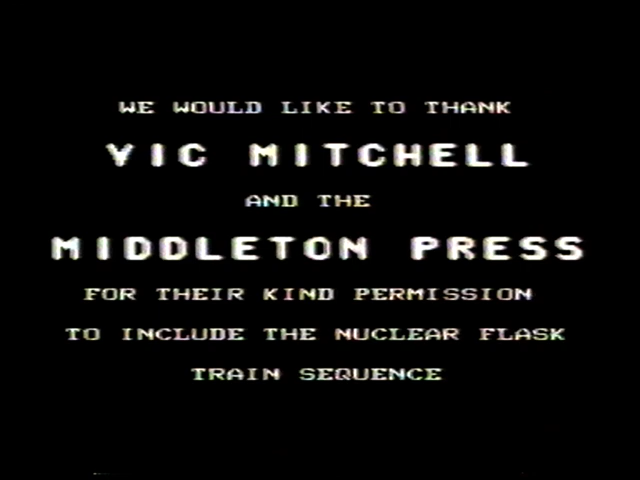 WE WOULD LIKE TO THANK
VIC MITCHELL
AND THE
MIDDLETON PRESS
FOR THEIR KIND PERMISSION
TO INCLUDE THE NUCLEAR FLASK
TRAIN SEQUENCE